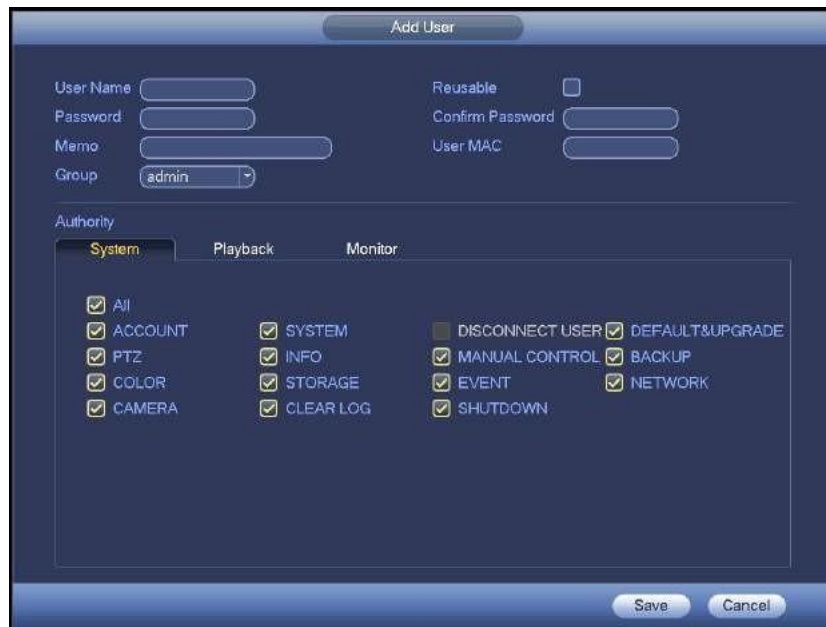 Add User
User Name Reusable
Password Confirm Password
Memo User MAC
Group admin
Authority
System Playback Monitor
All
ACCOUNT SYSTEM DISCONNECT USER DEFAULT&UPGRADE
PTZ INFO MANUAL CONTROL BACKUP
COLOR STORAGE EVENT NETWORK
CAMERA CLEAR LOG SHUTDOWN
Save Cancel